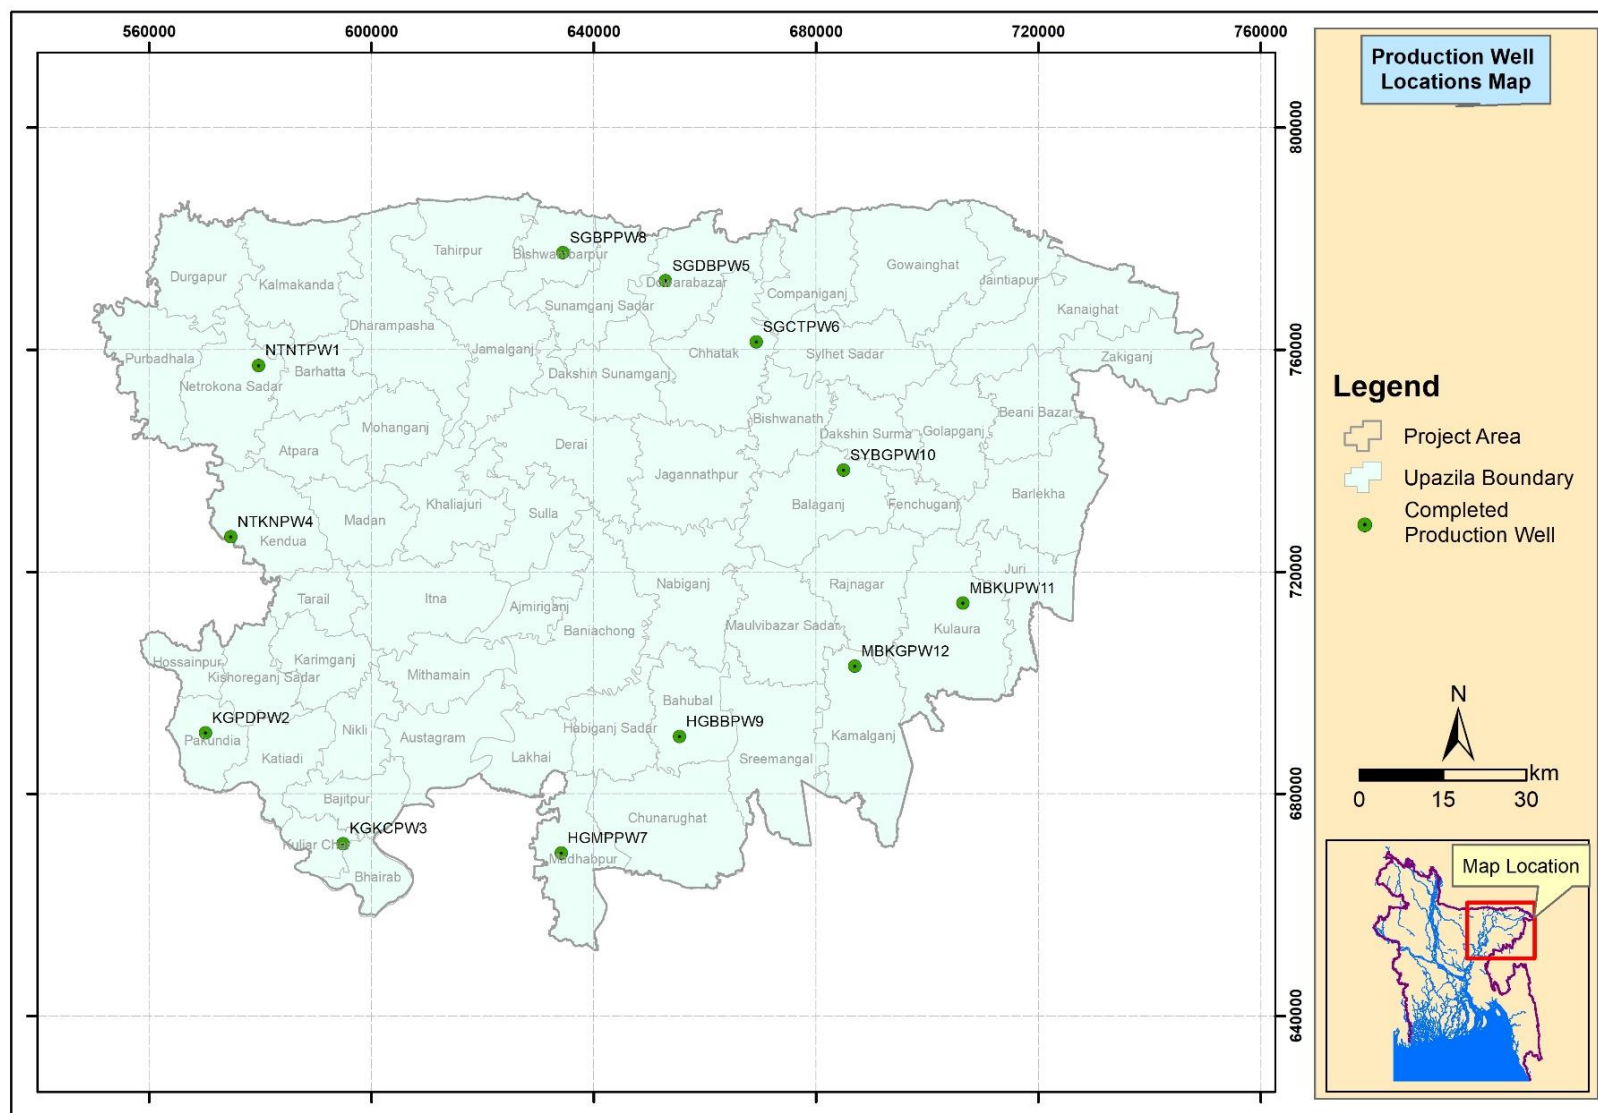 560000 600000 640000 680000 720000 760000
Production Well
Locations Map
800000
760000
720000
680000
640000
SGBPPW8
Tahirpur
Bishwambarpur
Gowainghat
SGDBPW5
Durgapur
Kalmakanda
Dowarabazar
Jaintiapur
Companiganj
Sunamganj Sadar
Kanaighat
Dharampasha
SGCTPW6
NTNTPW1
Jamalganj
Chhatak
Sylhet Sadar
Zakiganj
Purbadhala
Barhatta
Dakshin Sunamganj
Netrokona Sadar
Bishwanath
Beani Bazar
Mohanganj
Dakshin Surma
Golapganj
Atpara
Derai
SYBGPW10
Jagannathpur
Barlekha
Khaliajuri
Balaganj
Fenchuganj
Sulla
NTKNPW4
Madan
Kendua
Juri
Nabiganj
Rajnagar
MBKUPW11
Tarail
Itna
Ajmiriganj
Maulvibazar Sadar
Kulaura
Baniachong
MBKGPW12
Hossainpur
Karimganj
Kishoreganj Sadar
Mithamain
Bahubal
KGPDPW2
HGBBPW9
Nikli
Habiganj Sadar
Pakundia
Austagram
Kamalganj
Katiadi
Lakhai
Sreemangal
Bajitpur
Chunarughat
KGKCPW3
HGMPPW7
Kuliar Char
Madhabpur
Bhairab
Legend
Project Area
Upazila Boundary
Completed
Production Well
N
km
0 15 30
Map Location